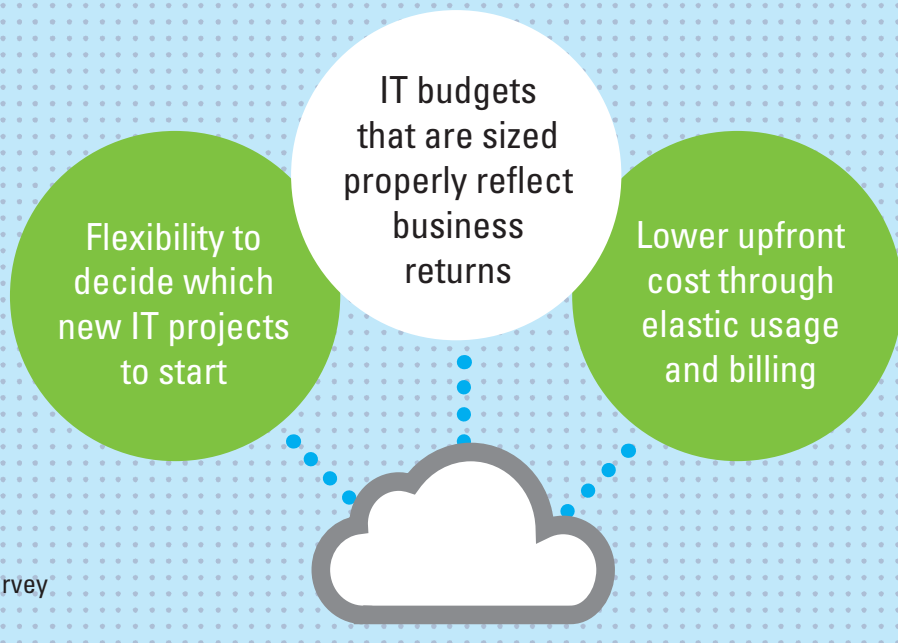 IT budgets
that are sized
properly reflect
business
returns
Flexibility to
decide which
new IT projects
to start
Lower upfront
cost through
elastic usage
and billing